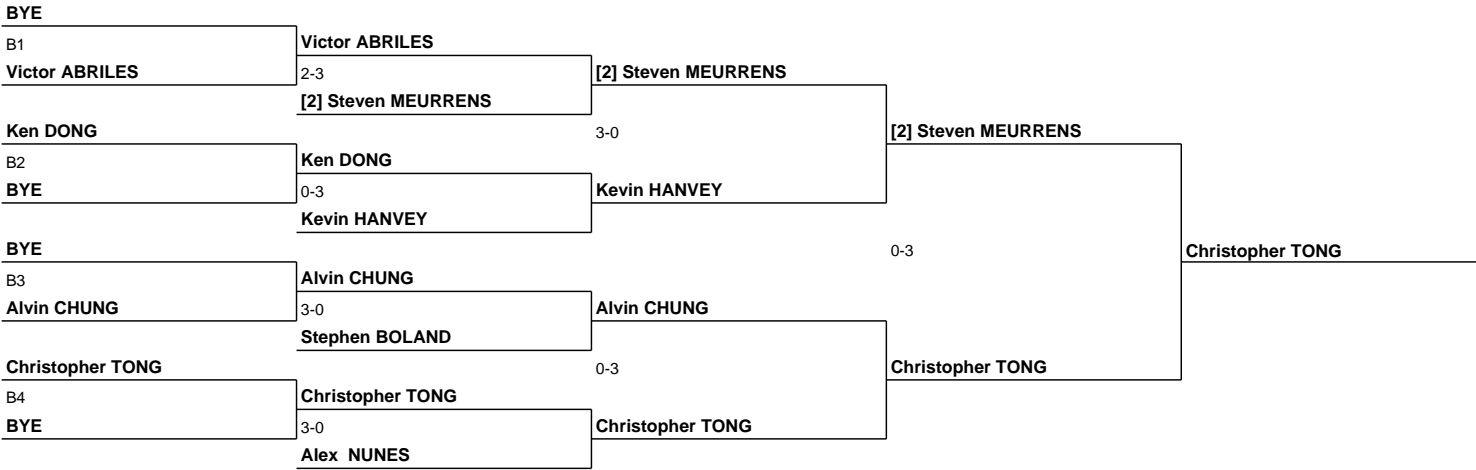 BYE
B1
Victor ABRILES
Victor ABRILES
2-3
[2] Steven MEURRENS
[2] Steven MEURRENS
Ken DONG
3-0
[2] Steven MEURRENS
B2
Ken DONG
BYE
0-3
Kevin HANVEY
Kevin HANVEY
BYE
0-3
Christopher TONG
B3
Alvin CHUNG
Alvin CHUNG
3-0
Alvin CHUNG
Stephen BOLAND
Christopher TONG
0-3
Christopher TONG
B4
Christopher TONG
BYE
3-0
Christopher TONG
Alex NUNES